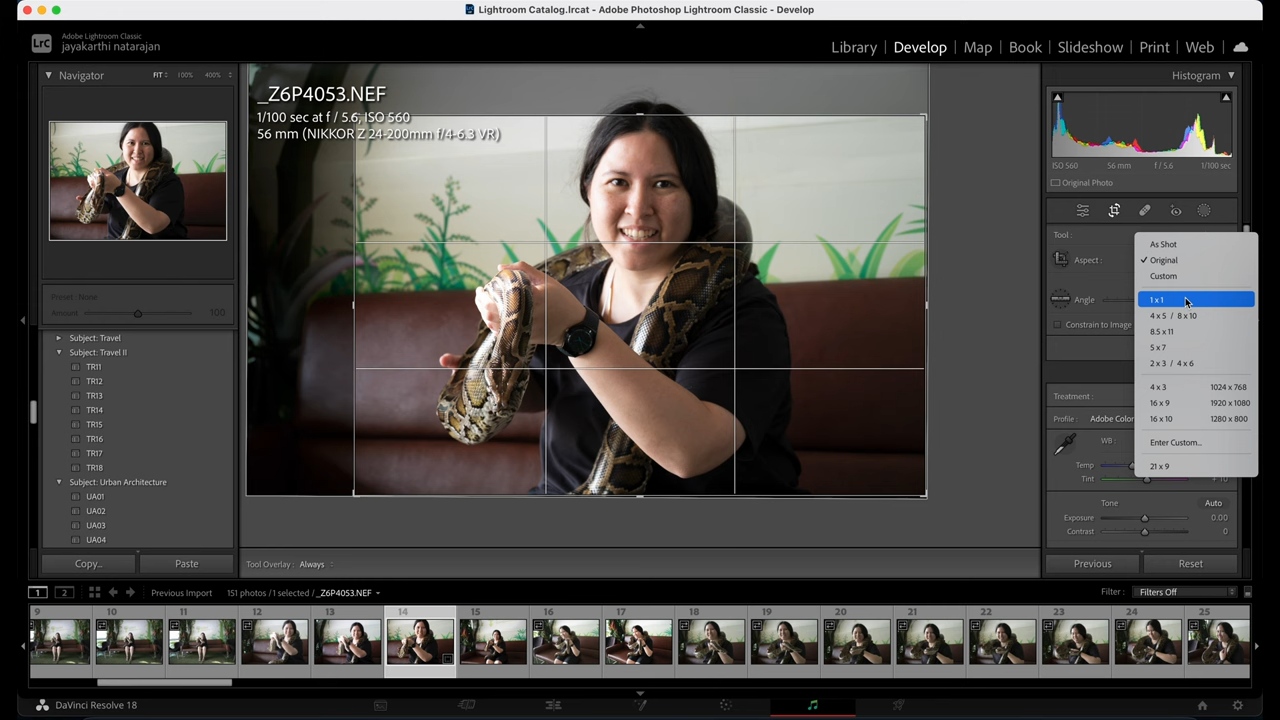 Lightroom Catalog.lrcat - Adobe Photoshop Lightroom Classic - Develop
LrC
Adobe Lightroom Classic
jayakarthi natarajan
Library | Develop | Map | Book | Slideshow | Print | Web
Navigator FIT 100% 400%
Histogram
_Z6P4053.NEF
1/100 sec at f / 5.6, ISO 560
56 mm (NIKKOR Z 24-200mm f/4-6.3 VR)
ISO 560 56 mm f / 5.6 1/100 sec
Original Photo
Tool :
Aspect :
Angle
Constrain to Image
As Shot
Original
Custom
1 x 1
4 x 5 / 8 x 10
8.5 x 11
5 x 7
2 x 3 / 4 x 6
4 x 3 1024 x 768
16 x 9 1920 x 1080
16 x 10 1280 x 800
Enter Custom...
21 x 9
Preset: None
Amount 100
Subject: Travel
Subject: Travel II
TR11
TR12
TR13
TR14
TR15
TR16
TR17
TR18
Subject: Urban Architecture
UA01
UA02
UA03
UA04
Treatment :
Profile : Adobe Color
WB :
Temp
Tint + 10
Tone Auto
Exposure 0.00
Contrast 0
Copy... Paste
Tool Overlay : Always
Previous Reset
1 2 Previous Import 151 photos / 1 selected / _Z6P4053.NEF
Filter : Filters Off
9 10 11 11 12 13 14 15 16 17 18 19 20 21 22 23 24 25
DaVinci Resolve 18